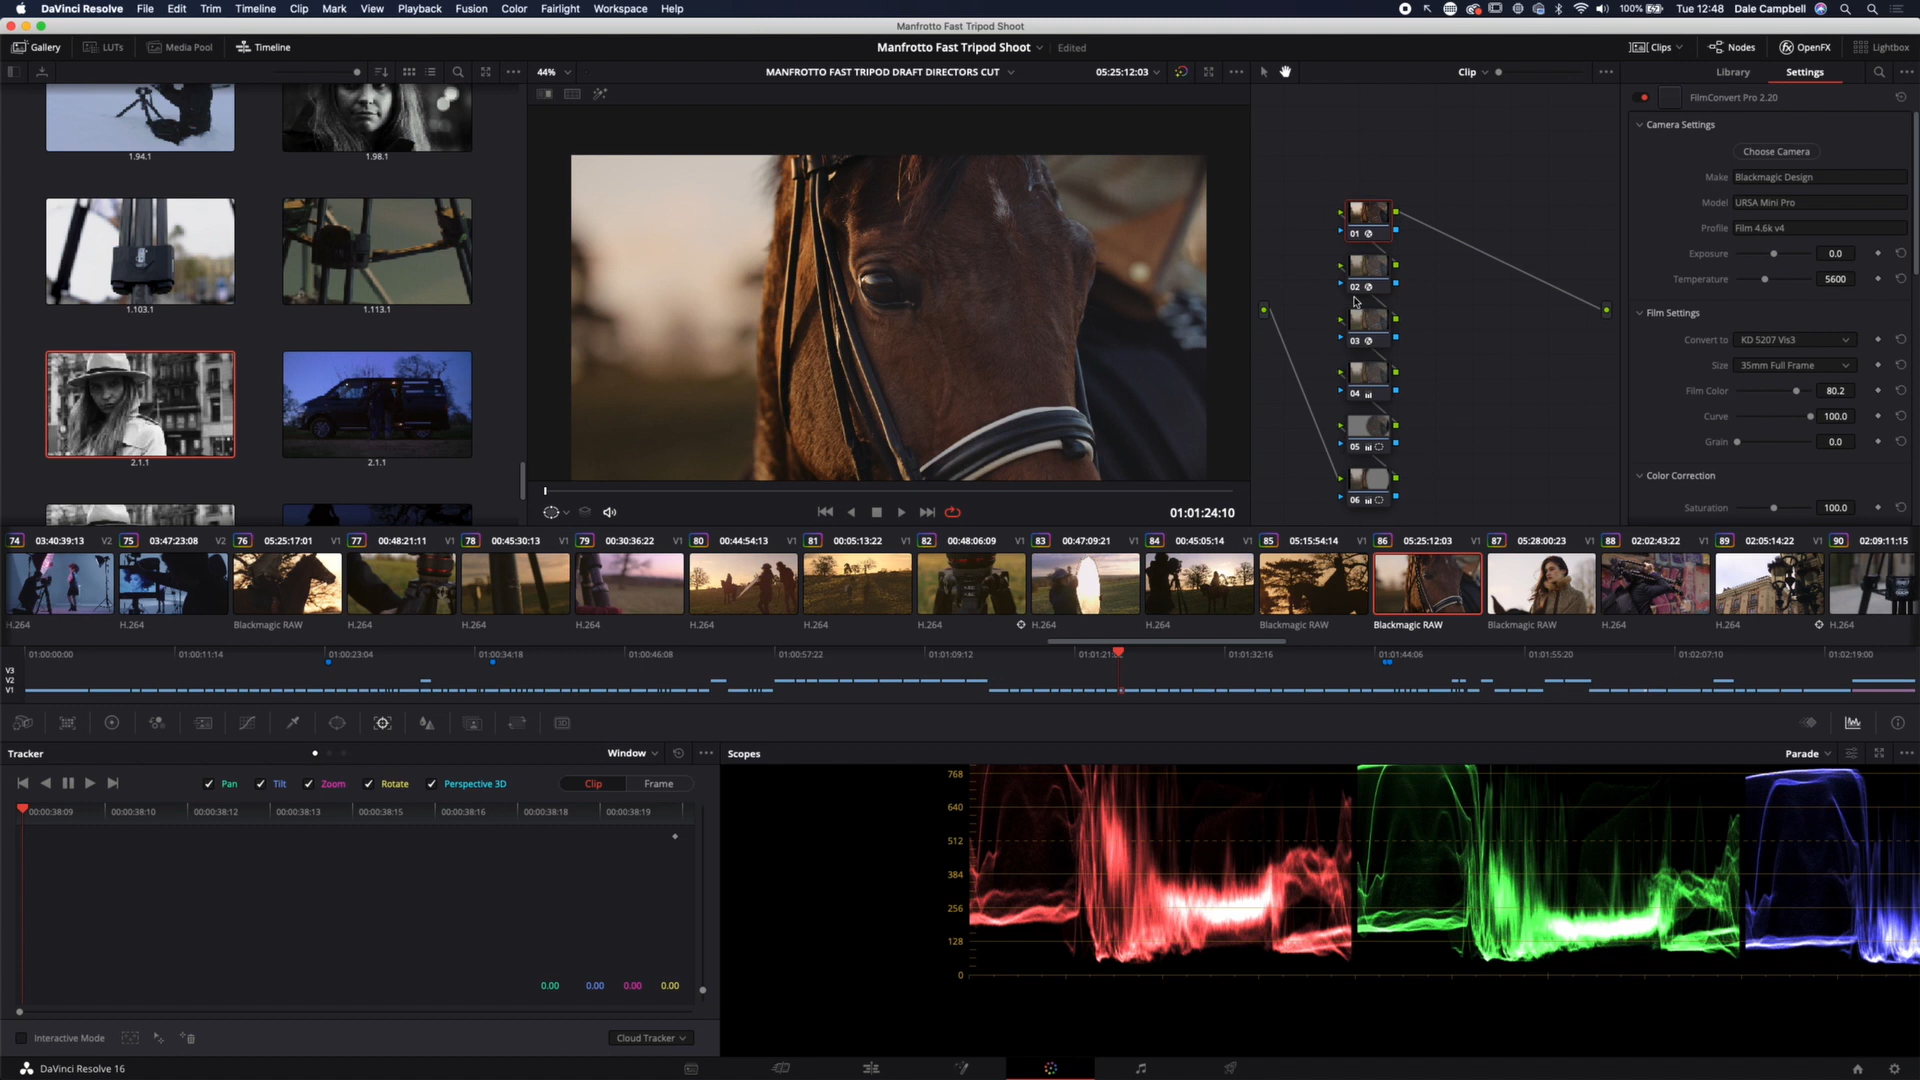 DaVinci Resolve File Edit Trim Timeline Clip Mark View Playback Fusion Color Fairlight Workspace Help 100% Tue 12:48 Dale Campbell
Manfrotto Fast Tripod Shoot
Gallery LUTs Media Pool Timeline Manfrotto Fast Tripod Shoot Edited Clips Nodes OpenFX Lightbox
44% MANFROTTO FAST TRIPOD DRAFT DIRECTORS CUT 05:25:12:03 Clip Library Settings
FilmConvert Pro 2.20
Camera Settings
Choose Camera
Make Blackmagic Design
Model URSA Mini Pro
Profile Film 4.6k v4
Exposure 0.0
Temperature 5600
Film Settings
Convert to KD 5207 Vis3
Size 35mm Full Frame
Film Color 80.2
Curve 100.0
Grain 0.0
Color Correction
Saturation 100.0
1.94.1 1.98.1
1.103.1 1.113.1
2.1.1 2.1.1
01
02
03
04
05
06
01:01:24:10
74 03:40:39:13 V2 75 03:47:23:08 V2 76 05:25:17:01 V1 77 00:48:21:11 V1 78 00:45:30:13 V1 79 00:30:36:22 V1 80 00:44:54:13 V1 81 00:05:13:22 V1 82 00:48:06:09 V1 83 00:47:09:21 V1 84 00:45:05:14 V1 85 05:15:54:14 V1 86 05:25:12:03 V1 87 05:28:00:23 V1 88 02:02:43:22 V1 89 02:05:14:22 V1 90 02:09:11:15
H.264 H.264 Blackmagic RAW H.264 H.264 H.264 H.264 H.264 H.264 H.264 H.264 Blackmagic RAW Blackmagic RAW Blackmagic RAW H.264 H.264 H.264
01:00:00:00 01:00:11:14 01:00:23:04 01:00:34:18 01:00:46:08 01:00:57:22 01:01:09:12 01:01:32:16 01:01:44:06 01:01:55:20 01:02:07:10 01:02:19:00
V3
V2
V1
Tracker Window Scopes Parade
Pan Tilt Zoom Rotate Perspective 3D Clip Frame
00:00:38:09 00:00:38:10 00:00:38:12 00:00:38:13 00:00:38:15 00:00:38:16 00:00:38:18 00:00:38:19
768
640
512
384
256
128
0
0.00 0.00 0.00 0.00
Interactive Mode Cloud Tracker
DaVinci Resolve 16